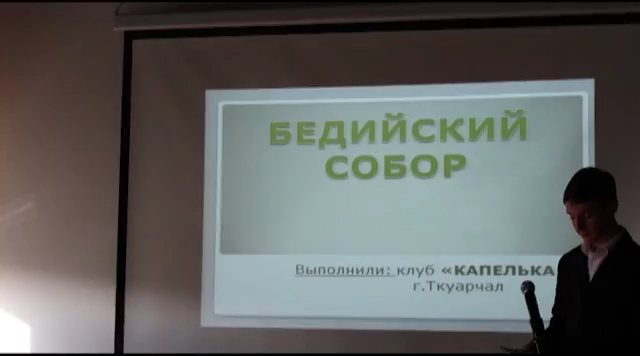 БЕДИЙСКИЙ
СОБОР
Выполнили: клуб «КАПЕЛЬКА
г.Ткуарчал